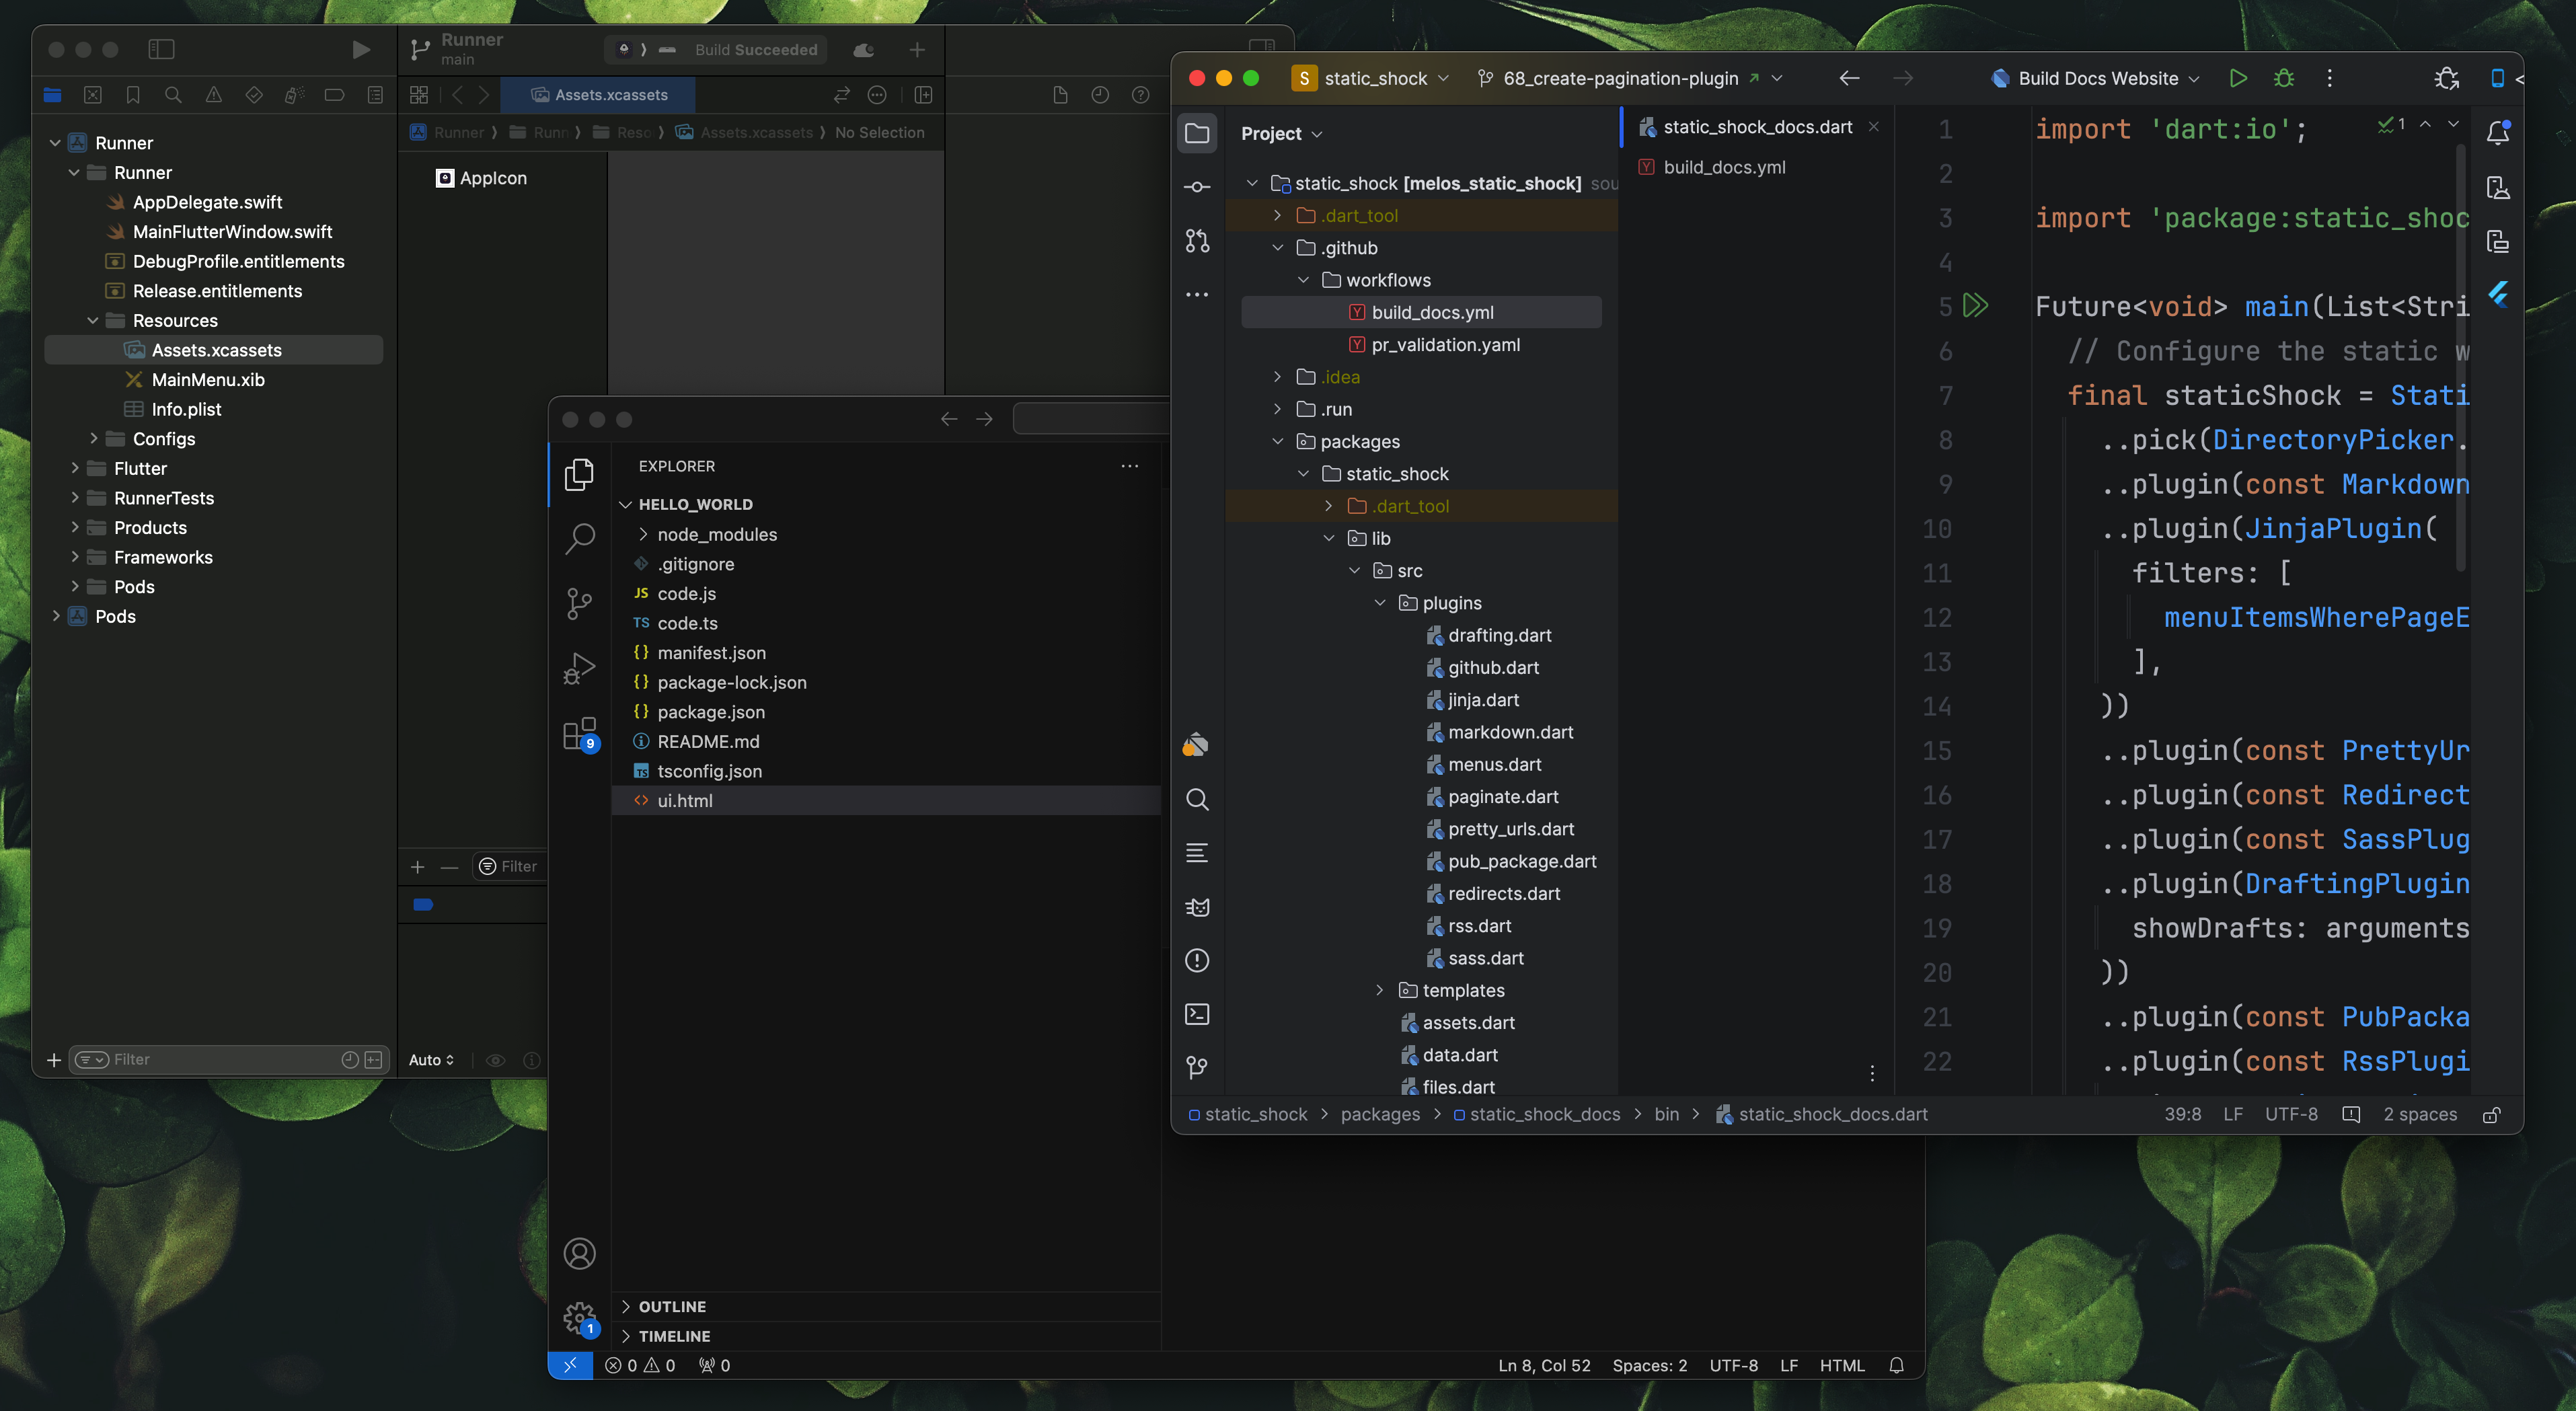 Runner
main
Build Succeeded
Assets.xcassets
Runner
Runn
Reso
Assets.xcassets
No Selection
Runner
Runner
AppDelegate.swift
MainFlutterWindow.swift
DebugProfile.entitlements
Release.entitlements
Resources
Assets.xcassets
MainMenu.xib
Info.plist
Configs
Flutter
RunnerTests
Products
Frameworks
Pods
Pods
Filter
AppIcon
Filter
Auto
EXPLORER
HELLO_WORLD
node_modules
.gitignore
JS code.js
TS code.ts
{} manifest.json
{} package-lock.json
{} package.json
README.md
TS tsconfig.json
<> ui.html
9
1
OUTLINE
TIMELINE
0 0 0
Ln 8, Col 52 Spaces: 2 UTF-8 LF HTML
S static_shock 68_create-pagination-plugin Build Docs Website
Project
static_shock [melos_static_shock] sou
.dart_tool
.github
workflows
Y build_docs.yml
Y pr_validation.yaml
.idea
.run
packages
static_shock
.dart_tool
lib
src
plugins
drafting.dart
github.dart
jinja.dart
markdown.dart
menus.dart
paginate.dart
pretty_urls.dart
pub_package.dart
redirects.dart
rss.dart
sass.dart
templates
assets.dart
data.dart
files.dart
static_shock_docs.dart
Y build_docs.yml
1
1 import 'dart:io';
2
3 import 'package:static_shoc
4
5 Future<void> main(List<Stri
6 // Configure the static w
7 final staticShock = Stati
8 ..pick(DirectoryPicker.
9 ..plugin(const Markdown
10 ..plugin(JinjaPlugin(
11 filters: [
12 menuItemsWherePageE
13 ],
14 ))
15 ..plugin(const PrettyUr
16 ..plugin(const Redirect
17 ..plugin(const SassPlug
18 ..plugin(DraftingPlugin
19 showDrafts: arguments
20 ))
21 ..plugin(const PubPacka
22 ..plugin(const RssPlugi
static_shock > packages > static_shock_docs > bin > static_shock_docs.dart
39:8 LF UTF-8 2 spaces